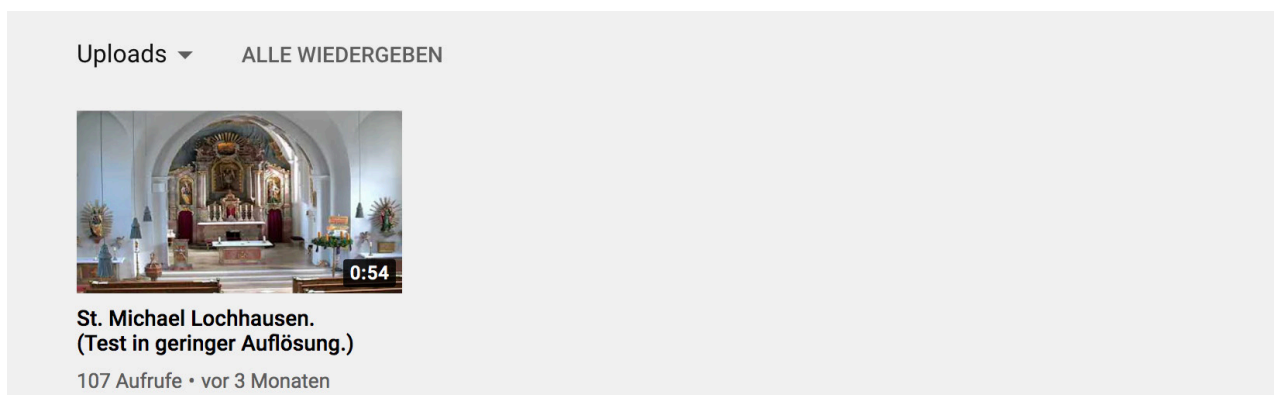 Uploads ALLE WIEDERGEBEN
0:54
St. Michael Lochhausen.
(Test in geringer Auflösung.)
107 Aufrufe • vor 3 Monaten